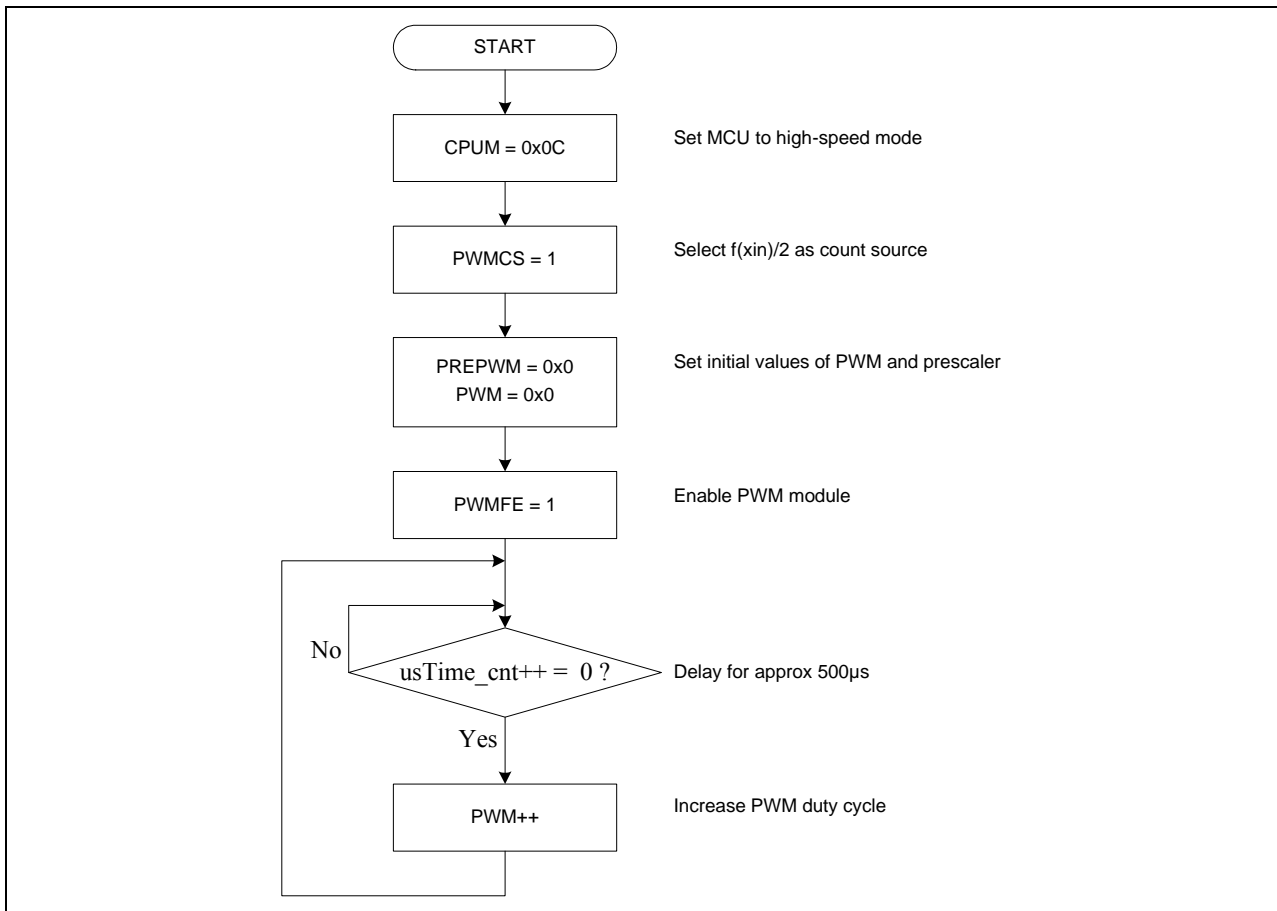 START
CPUM = 0x0C
Set MCU to high-speed mode
PWMCS = 1
Select f(xin)/2 as count source
PREPWM = 0x0
PWM = 0x0
Set initial values of PWM and prescaler
PWMFE = 1
Enable PWM module
No
usTime_cnt++ = 0 ?
Delay for approx 500µs
Yes
PWM++
Increase PWM duty cycle